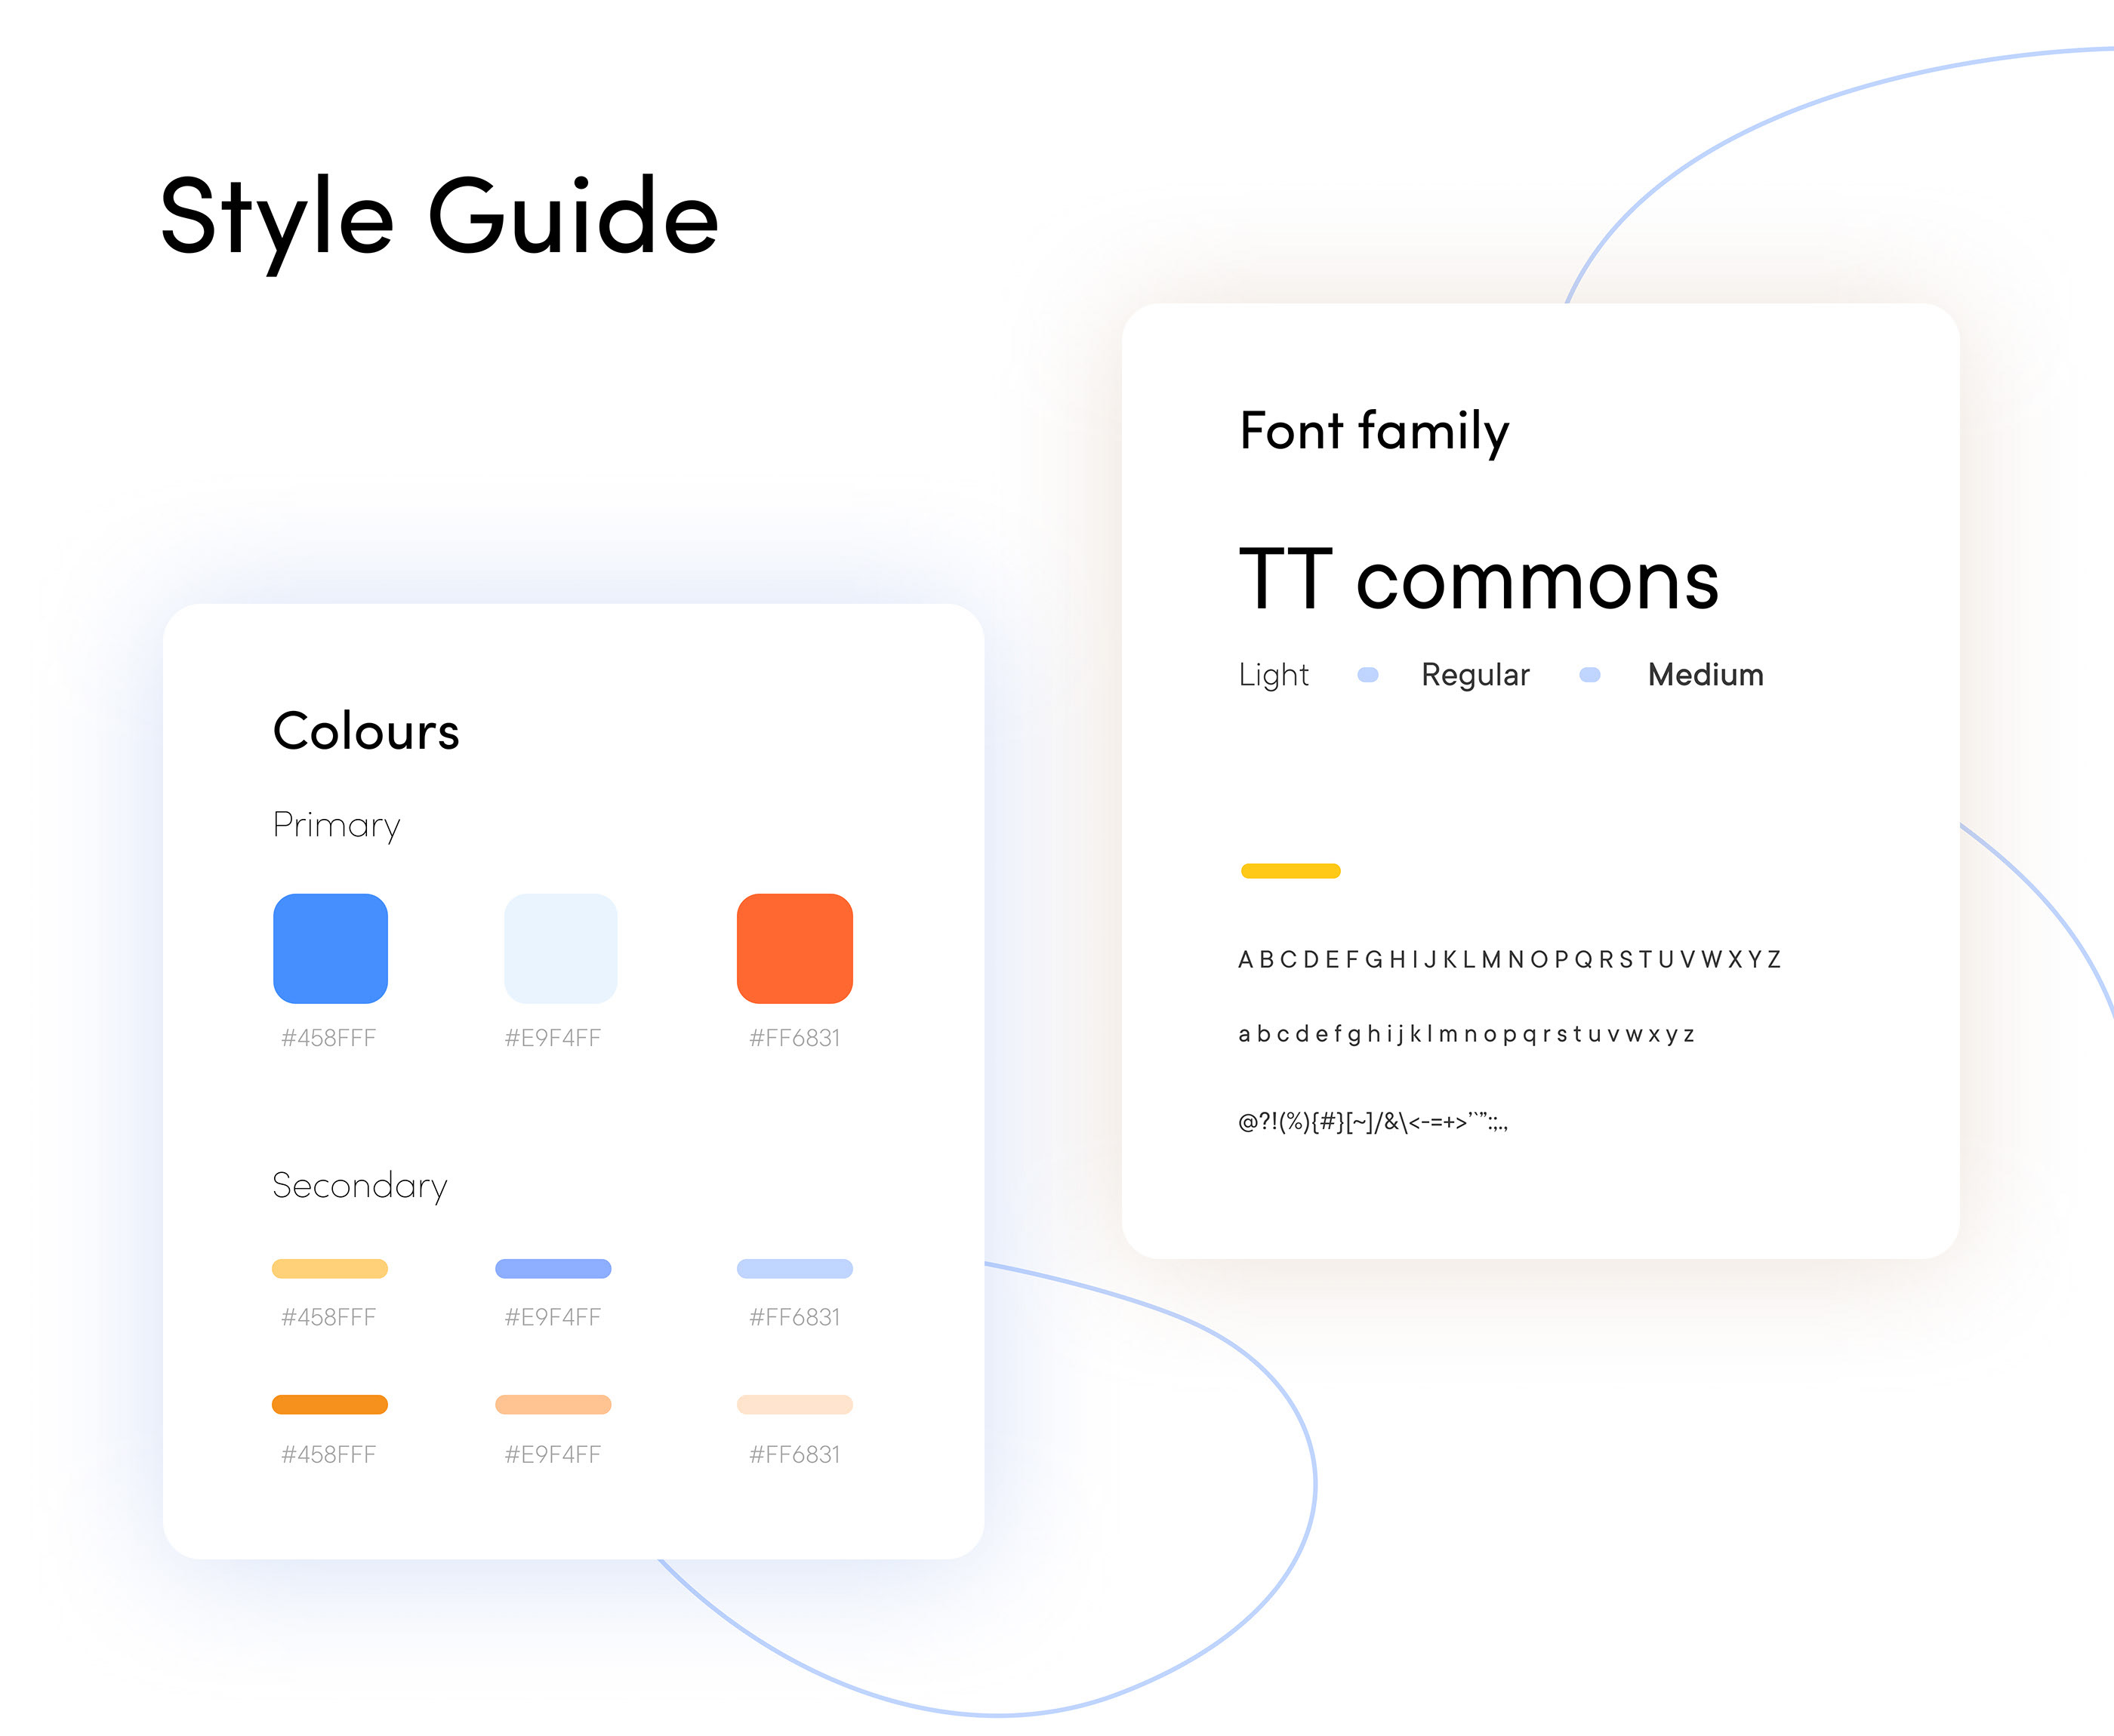 Style Guide
Colours
Primary
#458FFF #E9F4FF #FF6831
Secondary
#458FFF #E9F4FF #FF6831
#458FFF #E9F4FF #FF6831
Font family
TT commons
Light Regular Medium
A B C D E F G H I J K L M N O P Q R S T U V W X Y Z
a b c d e f g h i j k l m n o p q r s t u v w x y z
@?!(%){#}[~]/&\<-=+>’`”:;.,